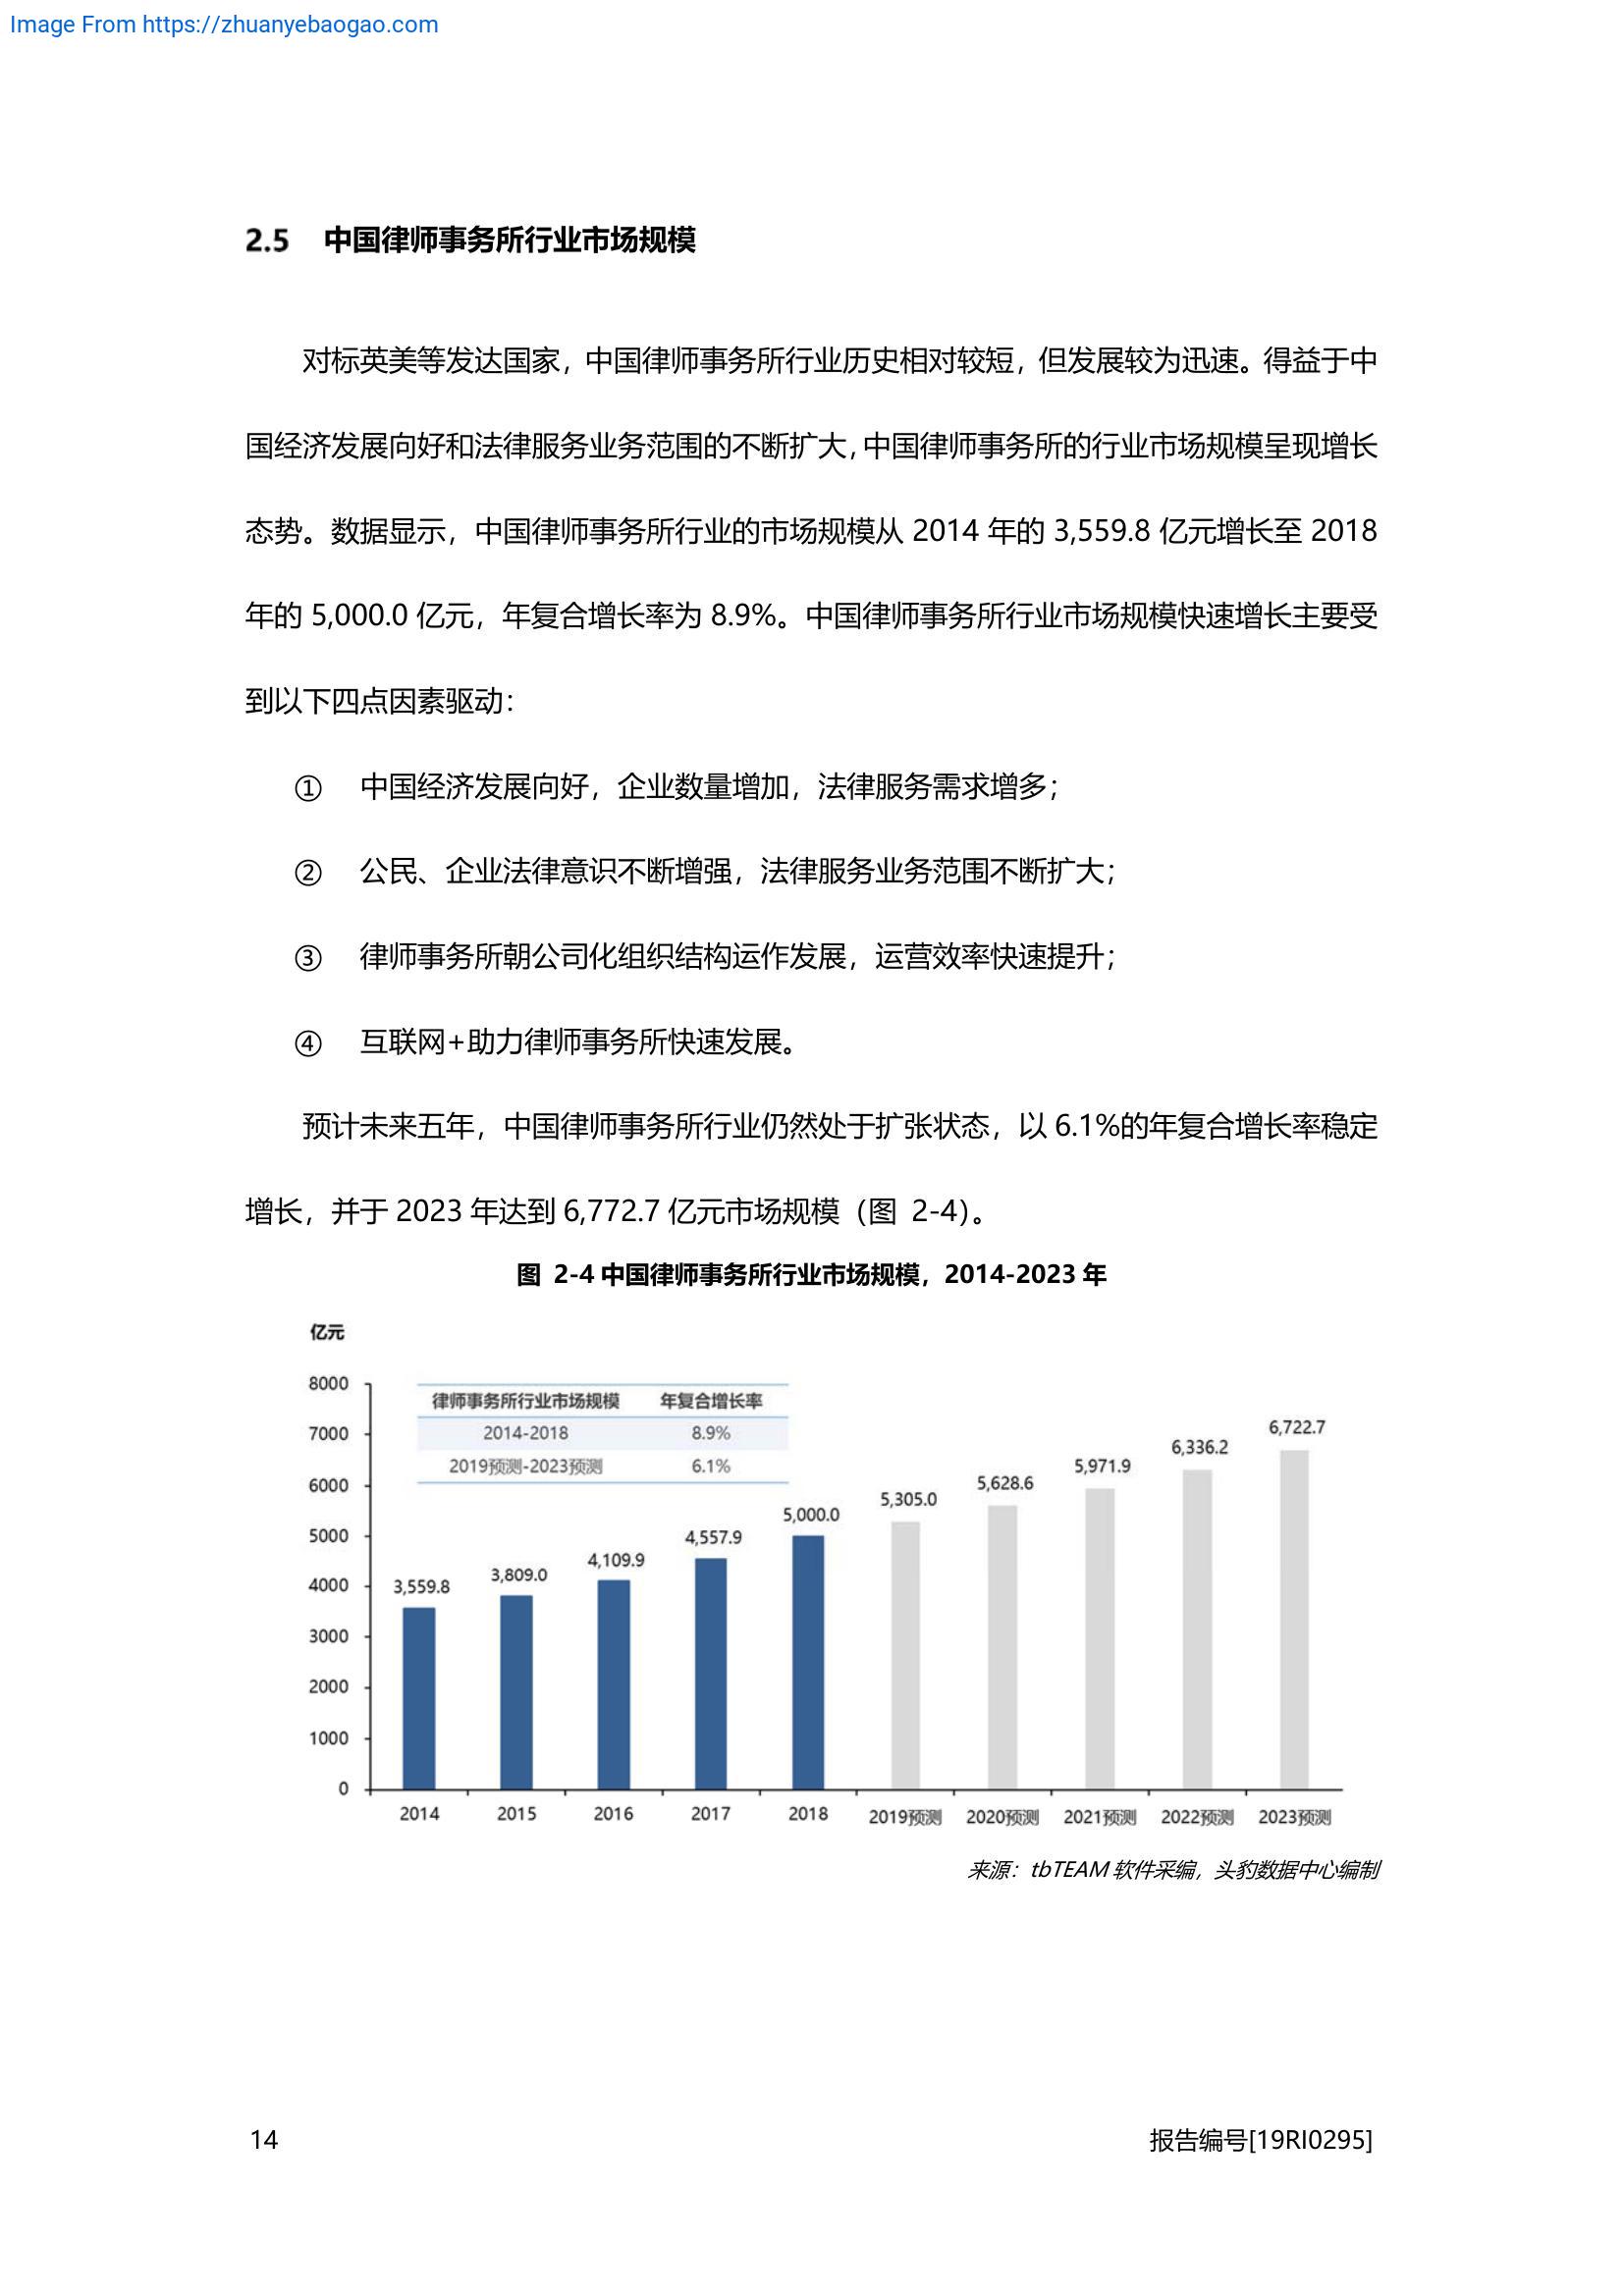 Image From https://zhuanyebaogao.com
2.5 中国律师事务所行业市场规模
对标英美等发达国家，中国律师事务所行业历史相对较短，但发展较为迅速。得益于中
国经济发展向好和法律服务业务范围的不断扩大，中国律师事务所的行业市场规模呈现增长
态势。数据显示，中国律师事务所行业的市场规模从 2014 年的 3,559.8 亿元增长至 2018
年的 5,000.0 亿元，年复合增长率为 8.9%。中国律师事务所行业市场规模快速增长主要受
到以下四点因素驱动：
① 中国经济发展向好，企业数量增加，法律服务需求增多；
② 公民、企业法律意识不断增强，法律服务业务范围不断扩大；
③ 律师事务所朝公司化组织结构运作发展，运营效率快速提升；
④ 互联网+助力律师事务所快速发展。
预计未来五年，中国律师事务所行业仍然处于扩张状态，以 6.1%的年复合增长率稳定
增长，并于 2023 年达到 6,772.7 亿元市场规模（图 2-4）。
图 2-4 中国律师事务所行业市场规模，2014-2023 年
亿元
8000
7000
6000
5000
4000
3000
2000
1000
0
律师事务所行业市场规模 年复合增长率
2014-2018 8.9%
2019预测-2023预测 6.1%
3,559.8 3,809.0 4,109.9 4,557.9 5,000.0 5,305.0 5,628.6 5,971.9 6,336.2 6,722.7
2014 2015 2016 2017 2018 2019预测 2020预测 2021预测 2022预测 2023预测
来源：tbTEAM 软件采编，头豹数据中心编制
14 报告编号[19RI0295]